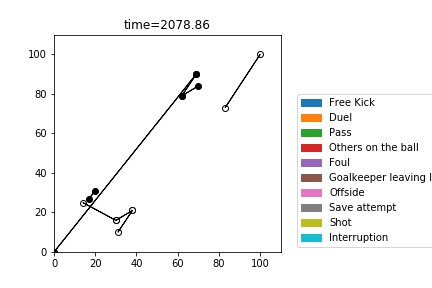 time=2078.86
100
80
60
40
20
0
0 20 40 60 80 100
Free Kick
Duel
Pass
Others on the ball
Foul
Goalkeeper leaving l
Offside
Save attempt
Shot
Interruption